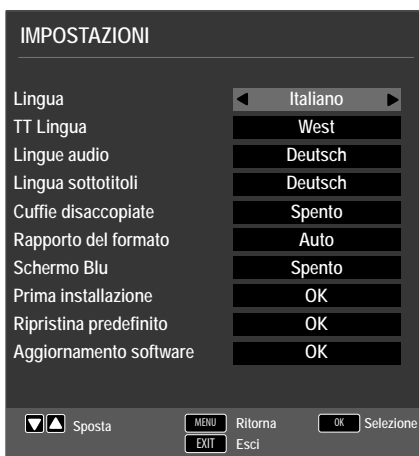 IMPOSTAZIONI
Lingua Italiano
TT Lingua West
Lingue audio Deutsch
Lingua sottotitoli Deutsch
Cuffie disaccopiate Spento
Rapporto del formato Auto
Schermo Blu Spento
Prima installazione OK
Ripristina predefinito OK
Aggiornamento software OK
Sposta MENU Ritorna OK Selezione
EXIT Esci